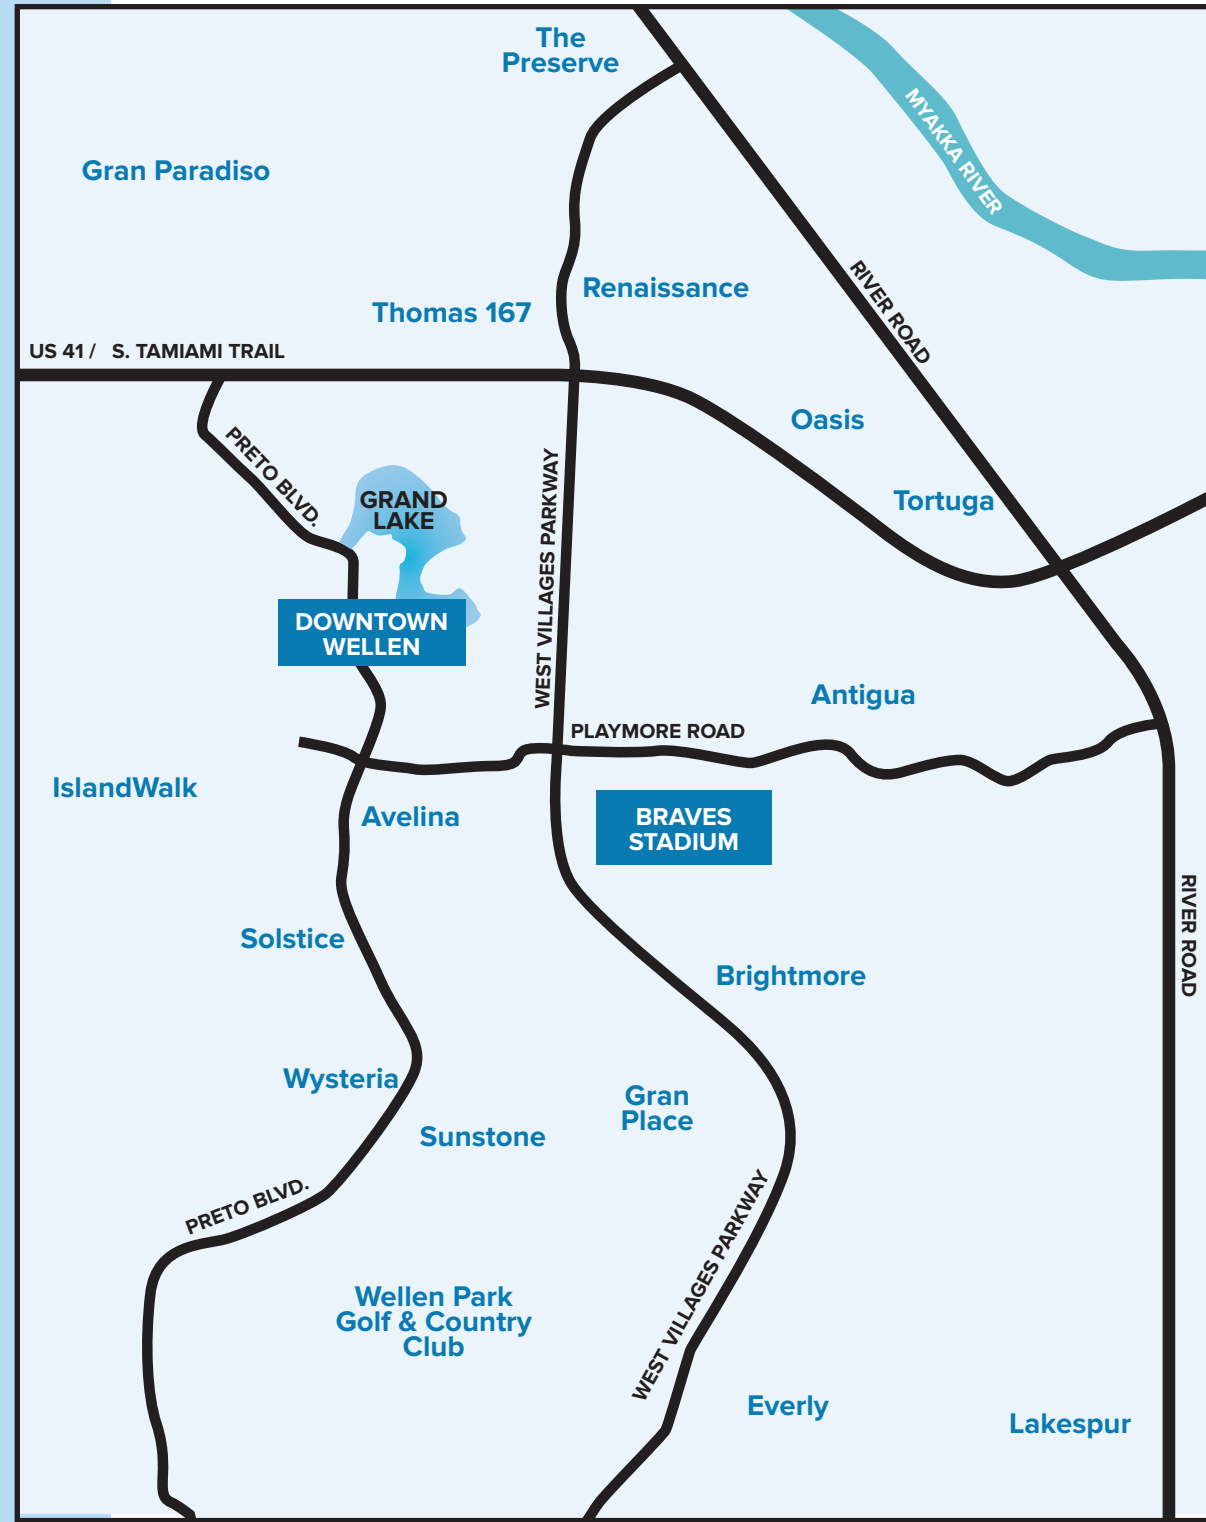 The
Preserve
MYAKKA RIVER
Gran Paradiso
RIVER ROAD
Renaissance
Thomas 167
US 41 / S. TAMIAMI TRAIL
Oasis
PRETO BLVD.
WEST VILLAGES PARKWAY
GRAND
LAKE
Tortuga
DOWNTOWN
WELLEN
Antigua
PLAYMORE ROAD
IslandWalk
Avelina
BRAVES
STADIUM
RIVER ROAD
Solstice
Brightmore
Wysteria
Gran
Place
Sunstone
PRETO BLVD.
WEST VILLAGES PARKWAY
Wellen Park
Golf & Country
Club
Everly
Lakespur